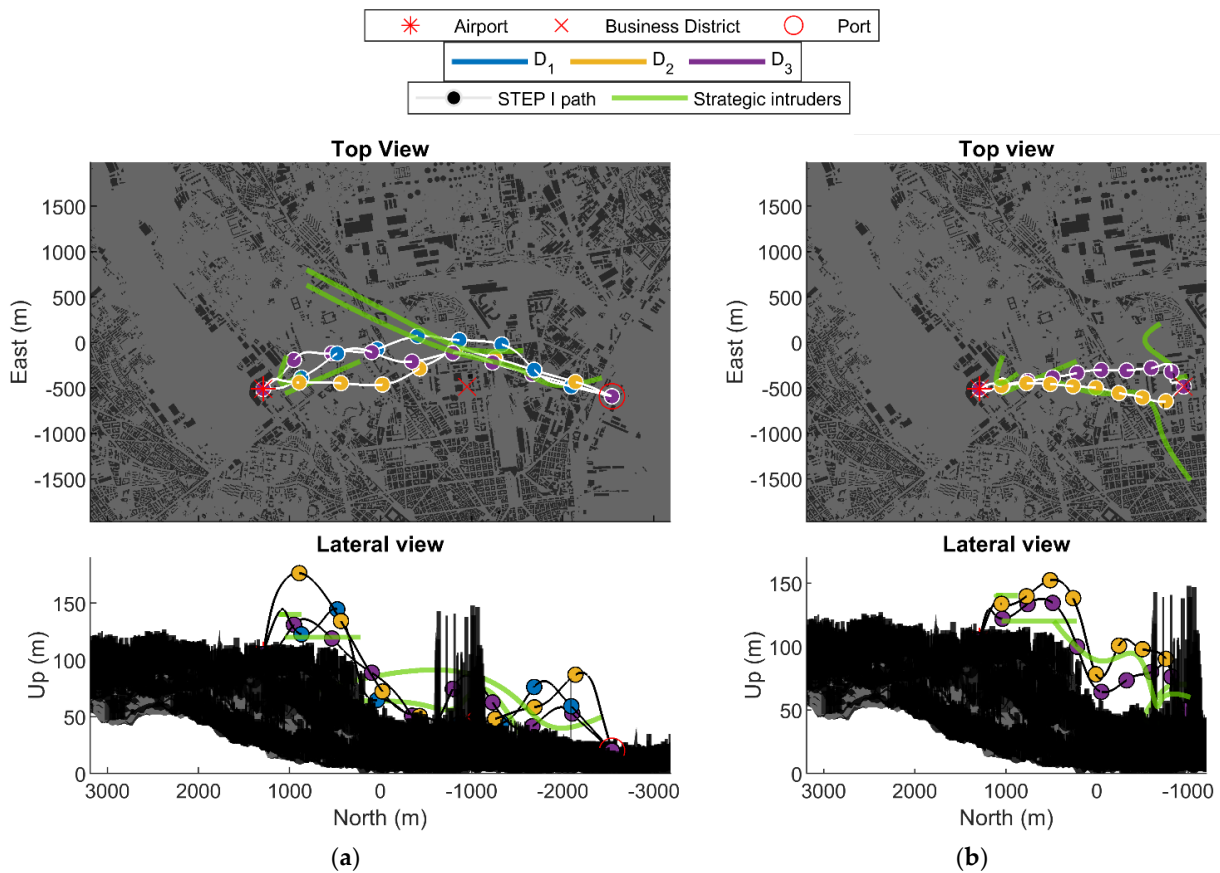 Airport Business District Port
D1 D2 D3
STEP I path Strategic intruders
Top View
East (m)
1500
1000
500
0
-500
-1000
-1500
Lateral view
Up (m)
150
100
50
0
3000 2000 1000 0 -1000 -2000 -3000
North (m)
(a)
Top view
East (m)
1500
1000
500
0
-500
-1000
-1500
Lateral view
Up (m)
150
100
50
0
3000 2000 1000 0 -1000
North (m)
(b)